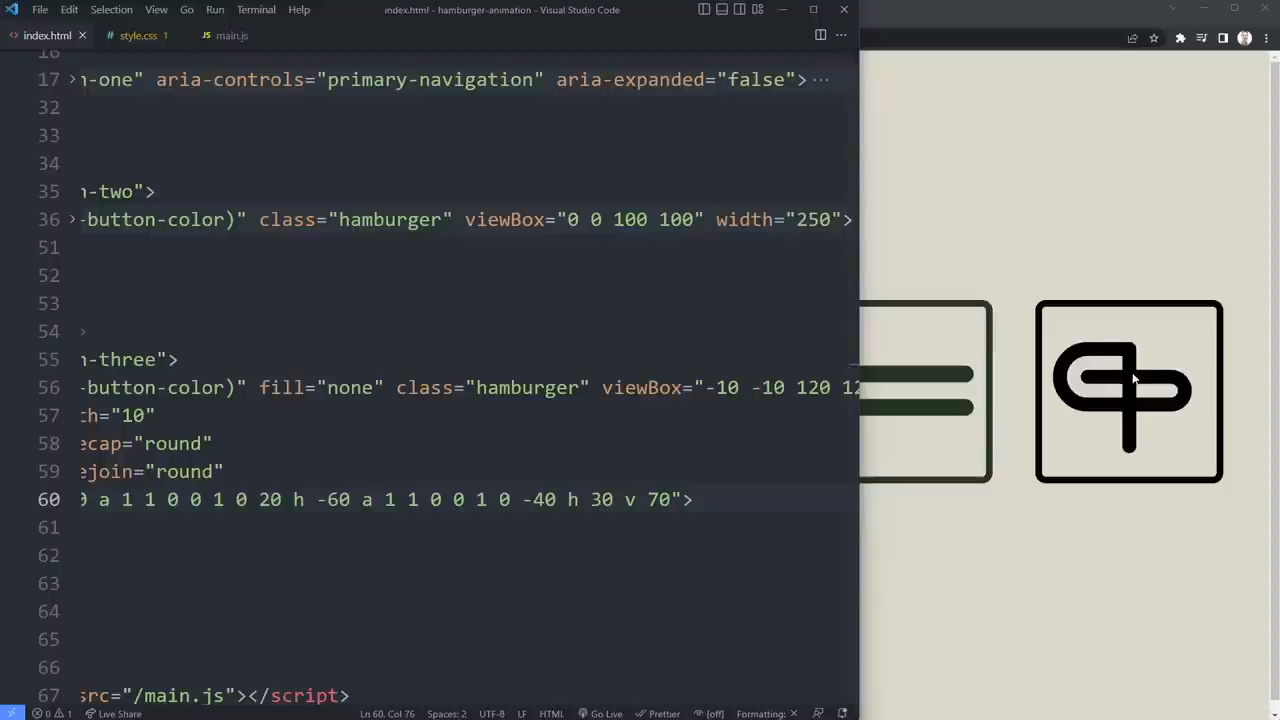 File Edit Selection View Go Run Terminal Help index.html - hamburger-animation - Visual Studio Code
index.html style.css 1 main.js
16
17 n-one" aria-controls="primary-navigation" aria-expanded="false">
32
33
34
35 n-two">
36 -button-color)" class="hamburger" viewBox="0 0 100 100" width="250">
51
52
53
54
55 n-three">
56 -button-color)" fill="none" class="hamburger" viewBox="-10 -10 120 12
57 th="10"
58 ecap="round"
59 ejoin="round"
60 0 a 1 1 0 0 1 0 20 h -60 a 1 1 0 0 1 0 -40 h 30 v 70">
61
62
63
64
65
66
67 src="/main.js"></script>
0 1 Live Share Ln 60, Col 76 Spaces: 2 UTF-8 LF HTML Go Live Prettier [off] Formatting: ×